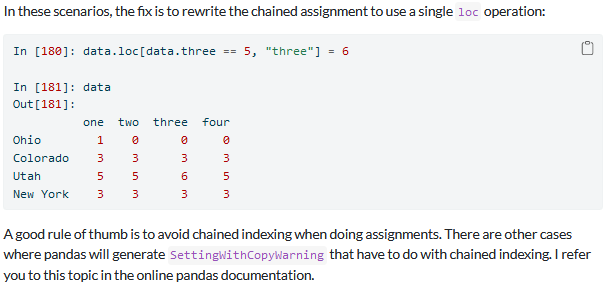 In these scenarios, the fix is to rewrite the chained assignment to use a single loc operation:
In [180]: data.loc[data.three == 5, "three"] = 6
In [181]: data
Out[181]:
          one  two  three  four
Ohio        1    0      0     0
Colorado    3    3      3     3
Utah        5    5      6     5
New York    3    3      3     3
A good rule of thumb is to avoid chained indexing when doing assignments. There are other cases
where pandas will generate SettingWithCopyWarning that have to do with chained indexing. I refer
you to this topic in the online pandas documentation.